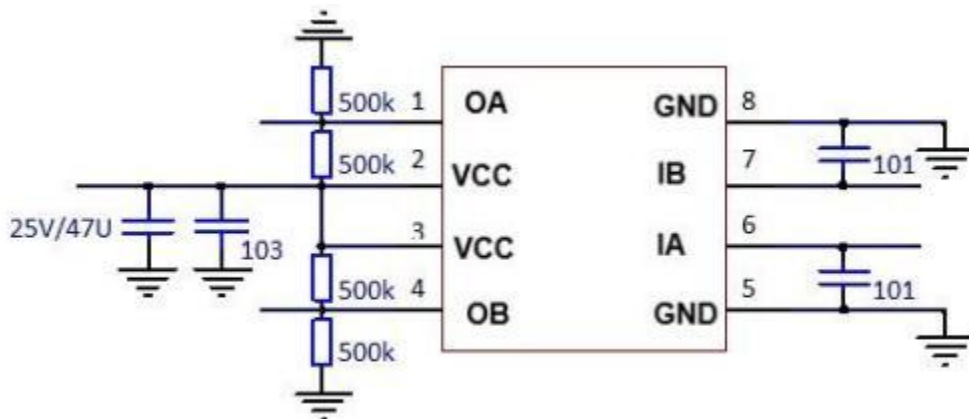 500k
1
OA
GND
8
500k
2
VCC
IB
7
101
25V/47U
103
3
VCC
IA
6
500k
4
OB
GND
5
101
500k